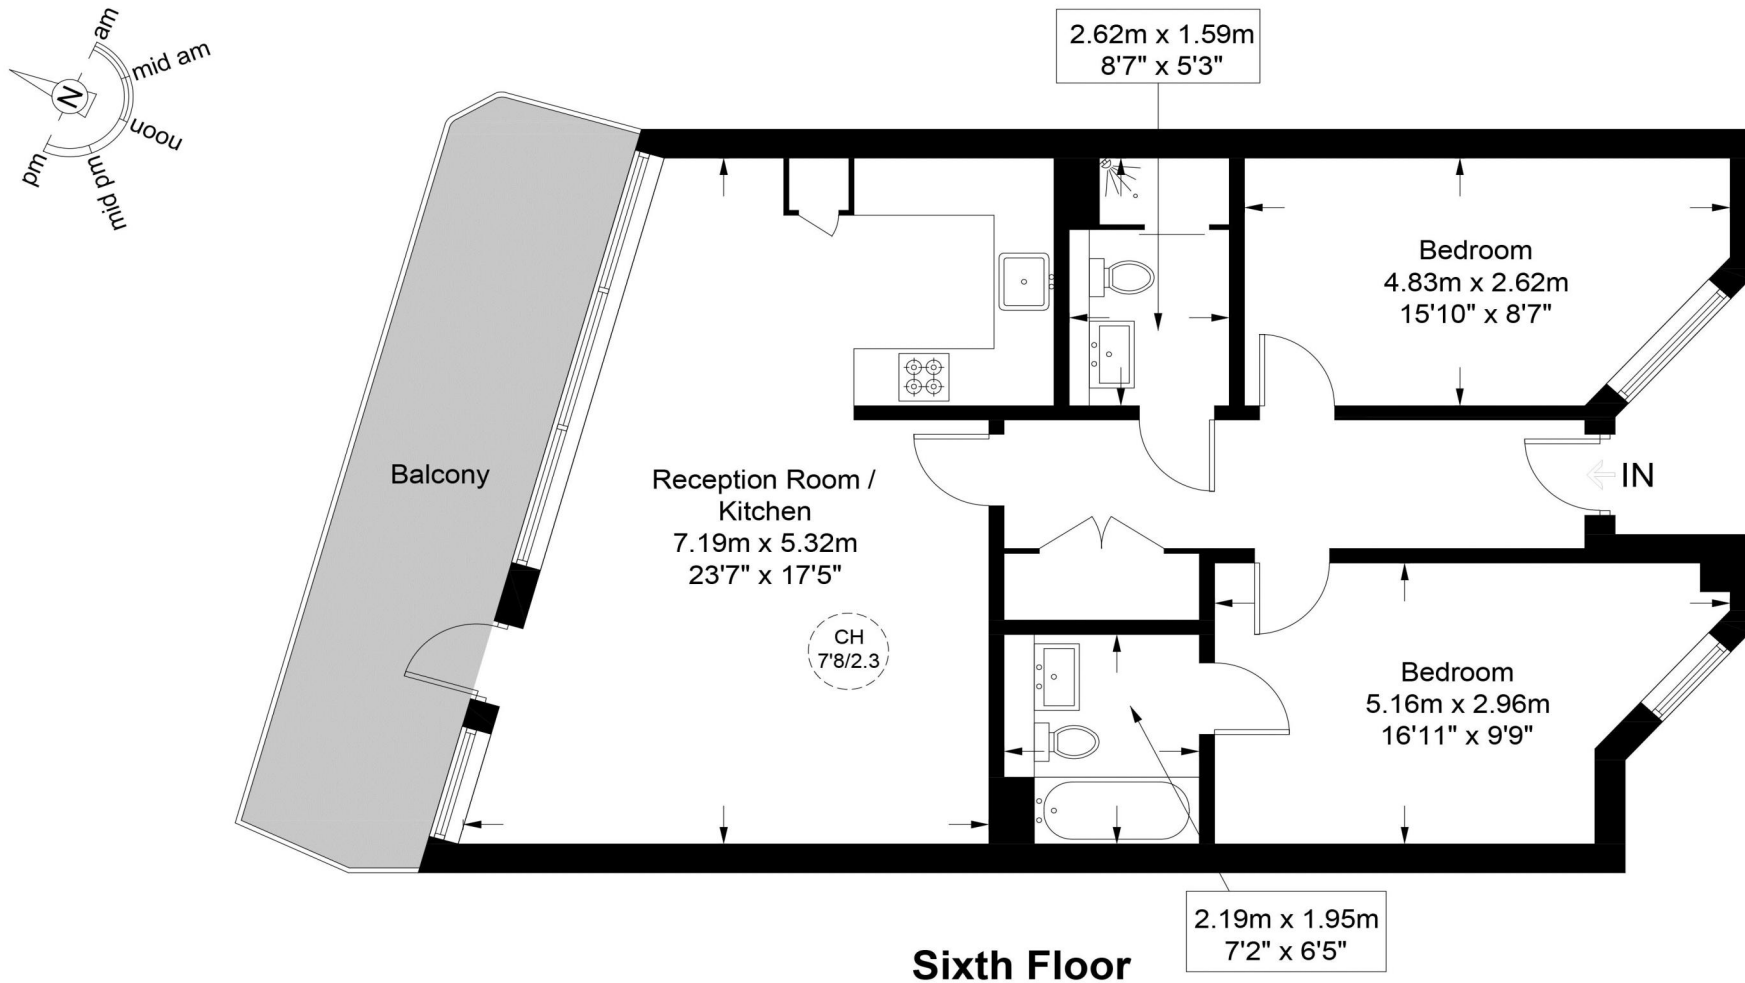 am
mid am
N
noon
mid pm
pm
2.62m x 1.59m
8'7" x 5'3"
Bedroom
4.83m x 2.62m
15'10" x 8'7"
Balcony
Reception Room /
Kitchen
7.19m x 5.32m
23'7" x 17'5"
IN
CH
7'8/2.3
Bedroom
5.16m x 2.96m
16'11" x 9'9"
2.19m x 1.95m
7'2" x 6'5"
Sixth Floor